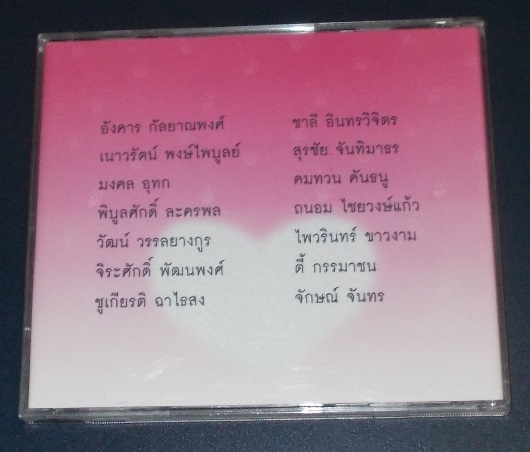 อังคาร กัลยาณพงศ์
เนาวรัตน์ พงษ์ไพบูลย์
มงคล อุทก
พิบูลศักดิ์ ละครพล
วัฒน์ วรรลยางกูร
จิระศักดิ์ พัฒนพงศ์
ชูเกียรติ ฉาไธสง
ชาลี อินทรวิจิตร
สุรชัย จันทิมาธร
คมทวน คันธนู
ถนอม ไชยวงษ์แก้ว
ไพวรินทร์ ขาวงาม
ตี้ กรรมาชน
จักษณ์ จันทร